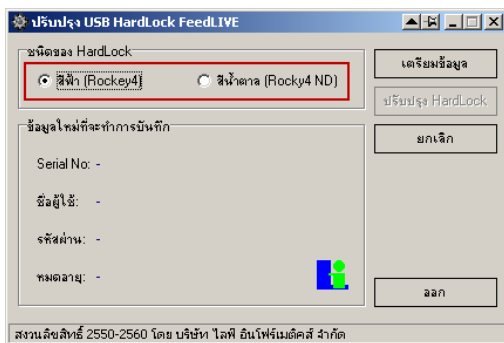 ปรับปรุง USB HardLock FeedLIVE
ชนิดของ HardLock
สีฟ้า (Rockey4)
สีน้ำตาล (Rocky4 ND)
เตรียมข้อมูล
ปรับปรุง HardLock
ยกเลิก
ข้อมูลใหม่ที่จะทำการบันทึก
Serial No: -
ชื่อผู้ใช้: -
รหัสผ่าน: -
หมดอายุ: -
ออก
สงวนลิขสิทธิ์ 2550-2560 โดย บริษัท ไลฟ์ อินโฟร์เมติคส์ จำกัด